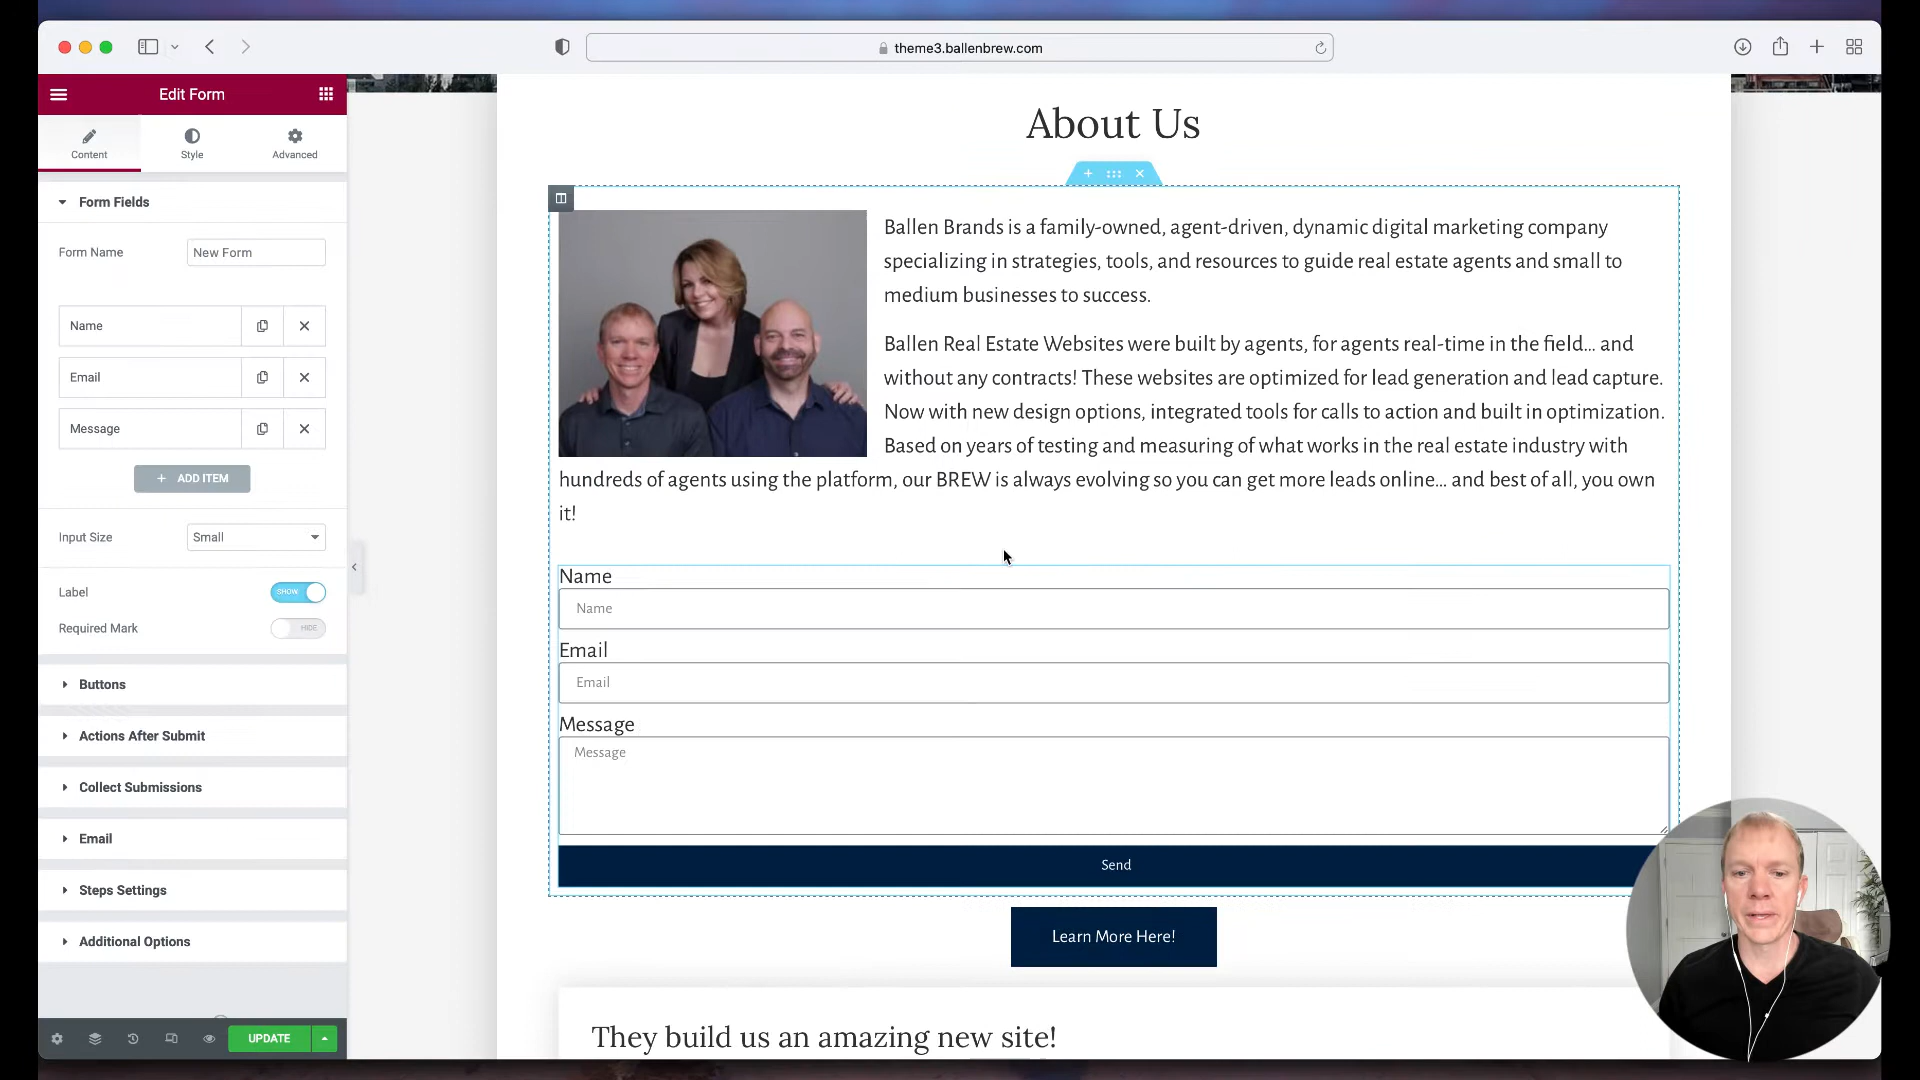 theme3.ballenbrew.com
Edit Form
Content
Style
Advanced
Form Fields
Form Name
New Form
Name
Email
Message
+ ADD ITEM
Input Size
Small
Label
SHOW
Required Mark
HIDE
Buttons
Actions After Submit
Collect Submissions
Email
Steps Settings
Additional Options
UPDATE
About Us
Ballen Brands is a family-owned, agent-driven, dynamic digital marketing company
specializing in strategies, tools, and resources to guide real estate agents and small to
medium businesses to success.
Ballen Real Estate Websites were built by agents, for agents real-time in the field... and
without any contracts! These websites are optimized for lead generation and lead capture.
Now with new design options, integrated tools for calls to action and built in optimization.
Based on years of testing and measuring of what works in the real estate industry with
hundreds of agents using the platform, our BREW is always evolving so you can get more leads online... and best of all, you own
it!
Name
Name
Email
Email
Message
Message
Send
Learn More Here!
They build us an amazing new site!